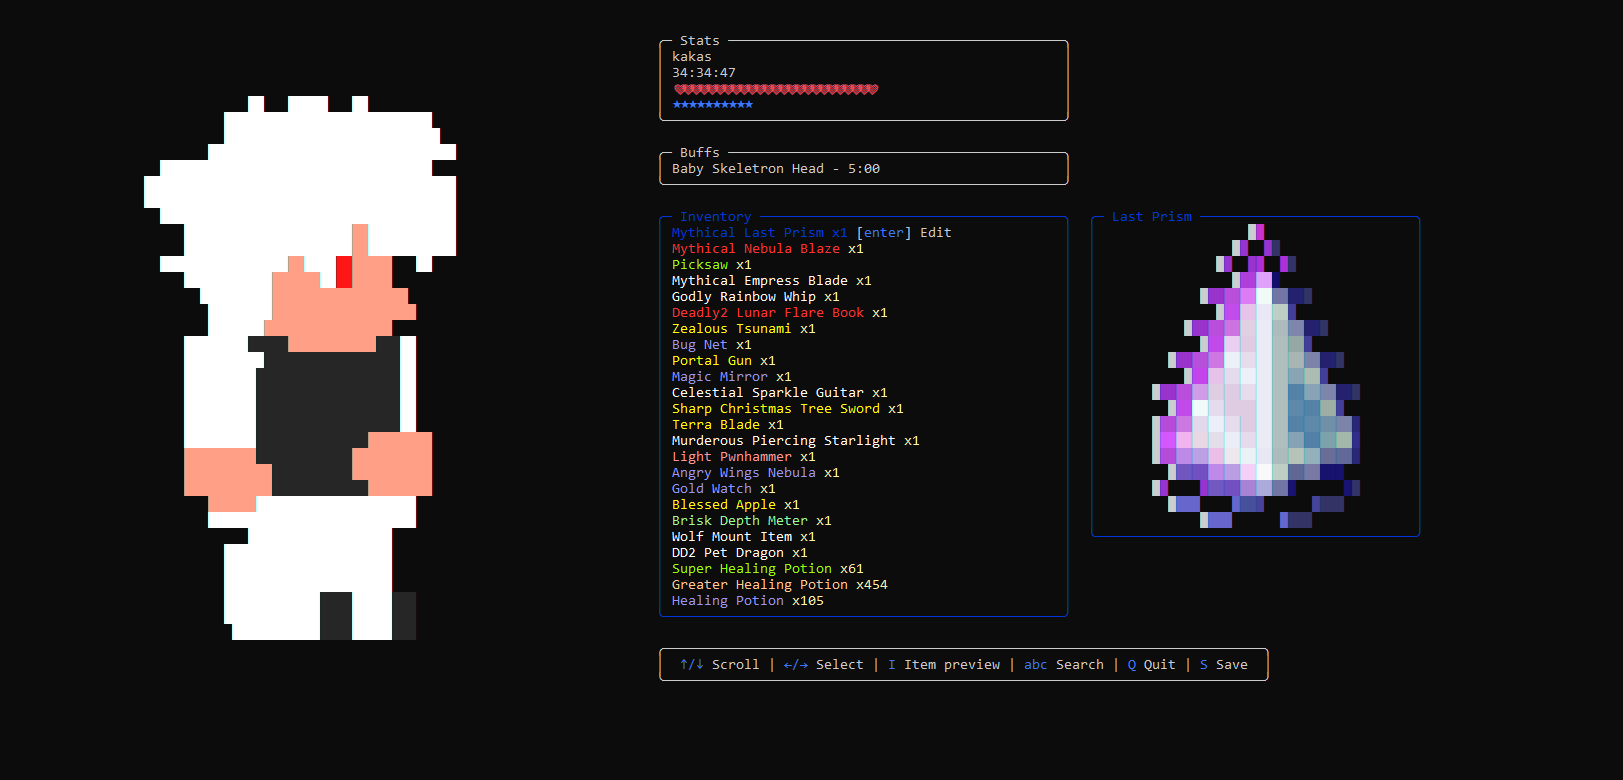 Stats
kakas
34:34:47
Buffs
Baby Skeletron Head - 5:00
Inventory
Mythical Last Prism x1 [enter] Edit
Mythical Nebula Blaze x1
Picksaw x1
Mythical Empress Blade x1
Godly Rainbow Whip x1
Deadly2 Lunar Flare Book x1
Zealous Tsunami x1
Bug Net x1
Portal Gun x1
Magic Mirror x1
Celestial Sparkle Guitar x1
Sharp Christmas Tree Sword x1
Terra Blade x1
Murderous Piercing Starlight x1
Light Pwnhammer x1
Angry Wings Nebula x1
Gold Watch x1
Blessed Apple x1
Brisk Depth Meter x1
Wolf Mount Item x1
DD2 Pet Dragon x1
Super Healing Potion x61
Greater Healing Potion x454
Healing Potion x105
Last Prism
↑/↓ Scroll | ←/→ Select | I Item preview | abc Search | Q Quit | S Save